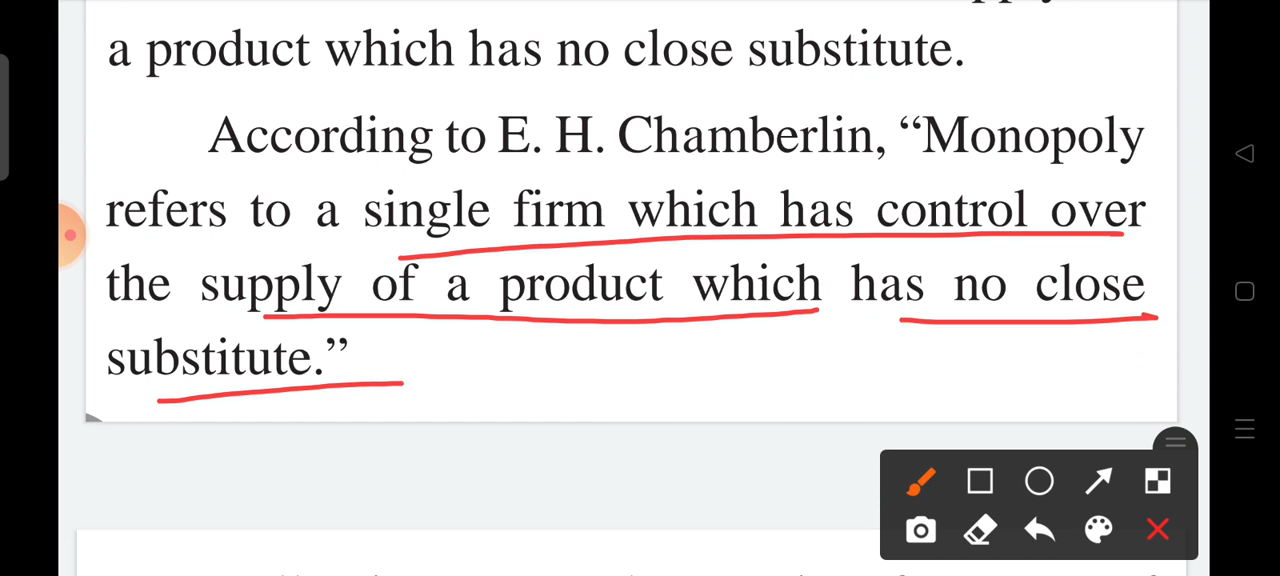 a product which has no close substitute.
According to E. H. Chamberlin, “Monopoly
refers to a single firm which has control over
the supply of a product which has no close
substitute.”